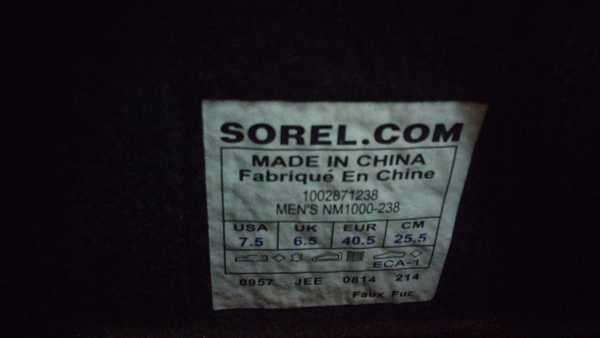 SOREL.COM
MADE IN CHINA
Fabriqué En Chine
1002871238
MEN'S NM1000-238
USA UK EUR CM
7.5 6.5 40.5 25.5
ECA-1
0957 JEE 0814 214
Faux Fur